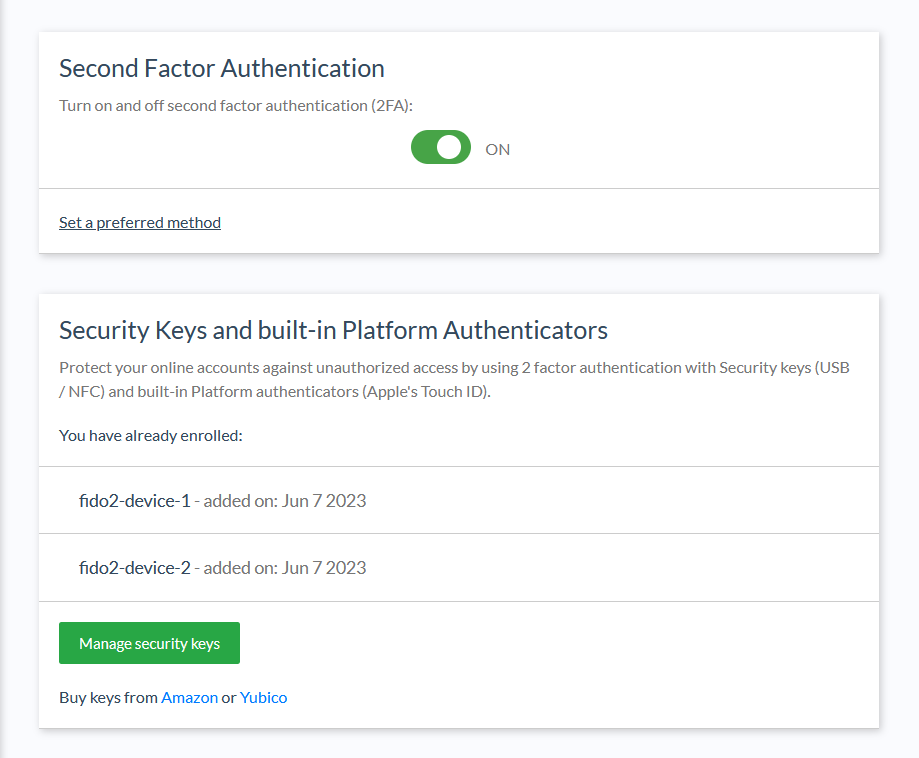 Second Factor Authentication
Turn on and off second factor authentication (2FA):
ON
Set a preferred method
Security Keys and built-in Platform Authenticators
Protect your online accounts against unauthorized access by using 2 factor authentication with Security keys (USB
/ NFC) and built-in Platform authenticators (Apple's Touch ID).
You have already enrolled:
fido2-device-1 - added on: Jun 7 2023
fido2-device-2 - added on: Jun 7 2023
Manage security keys
Buy keys from Amazon or Yubico